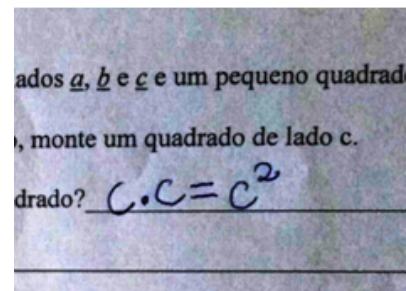 ados a, b e c e um pequeno quadrad
, monte um quadrado de lado c.
drado? C.C = C²